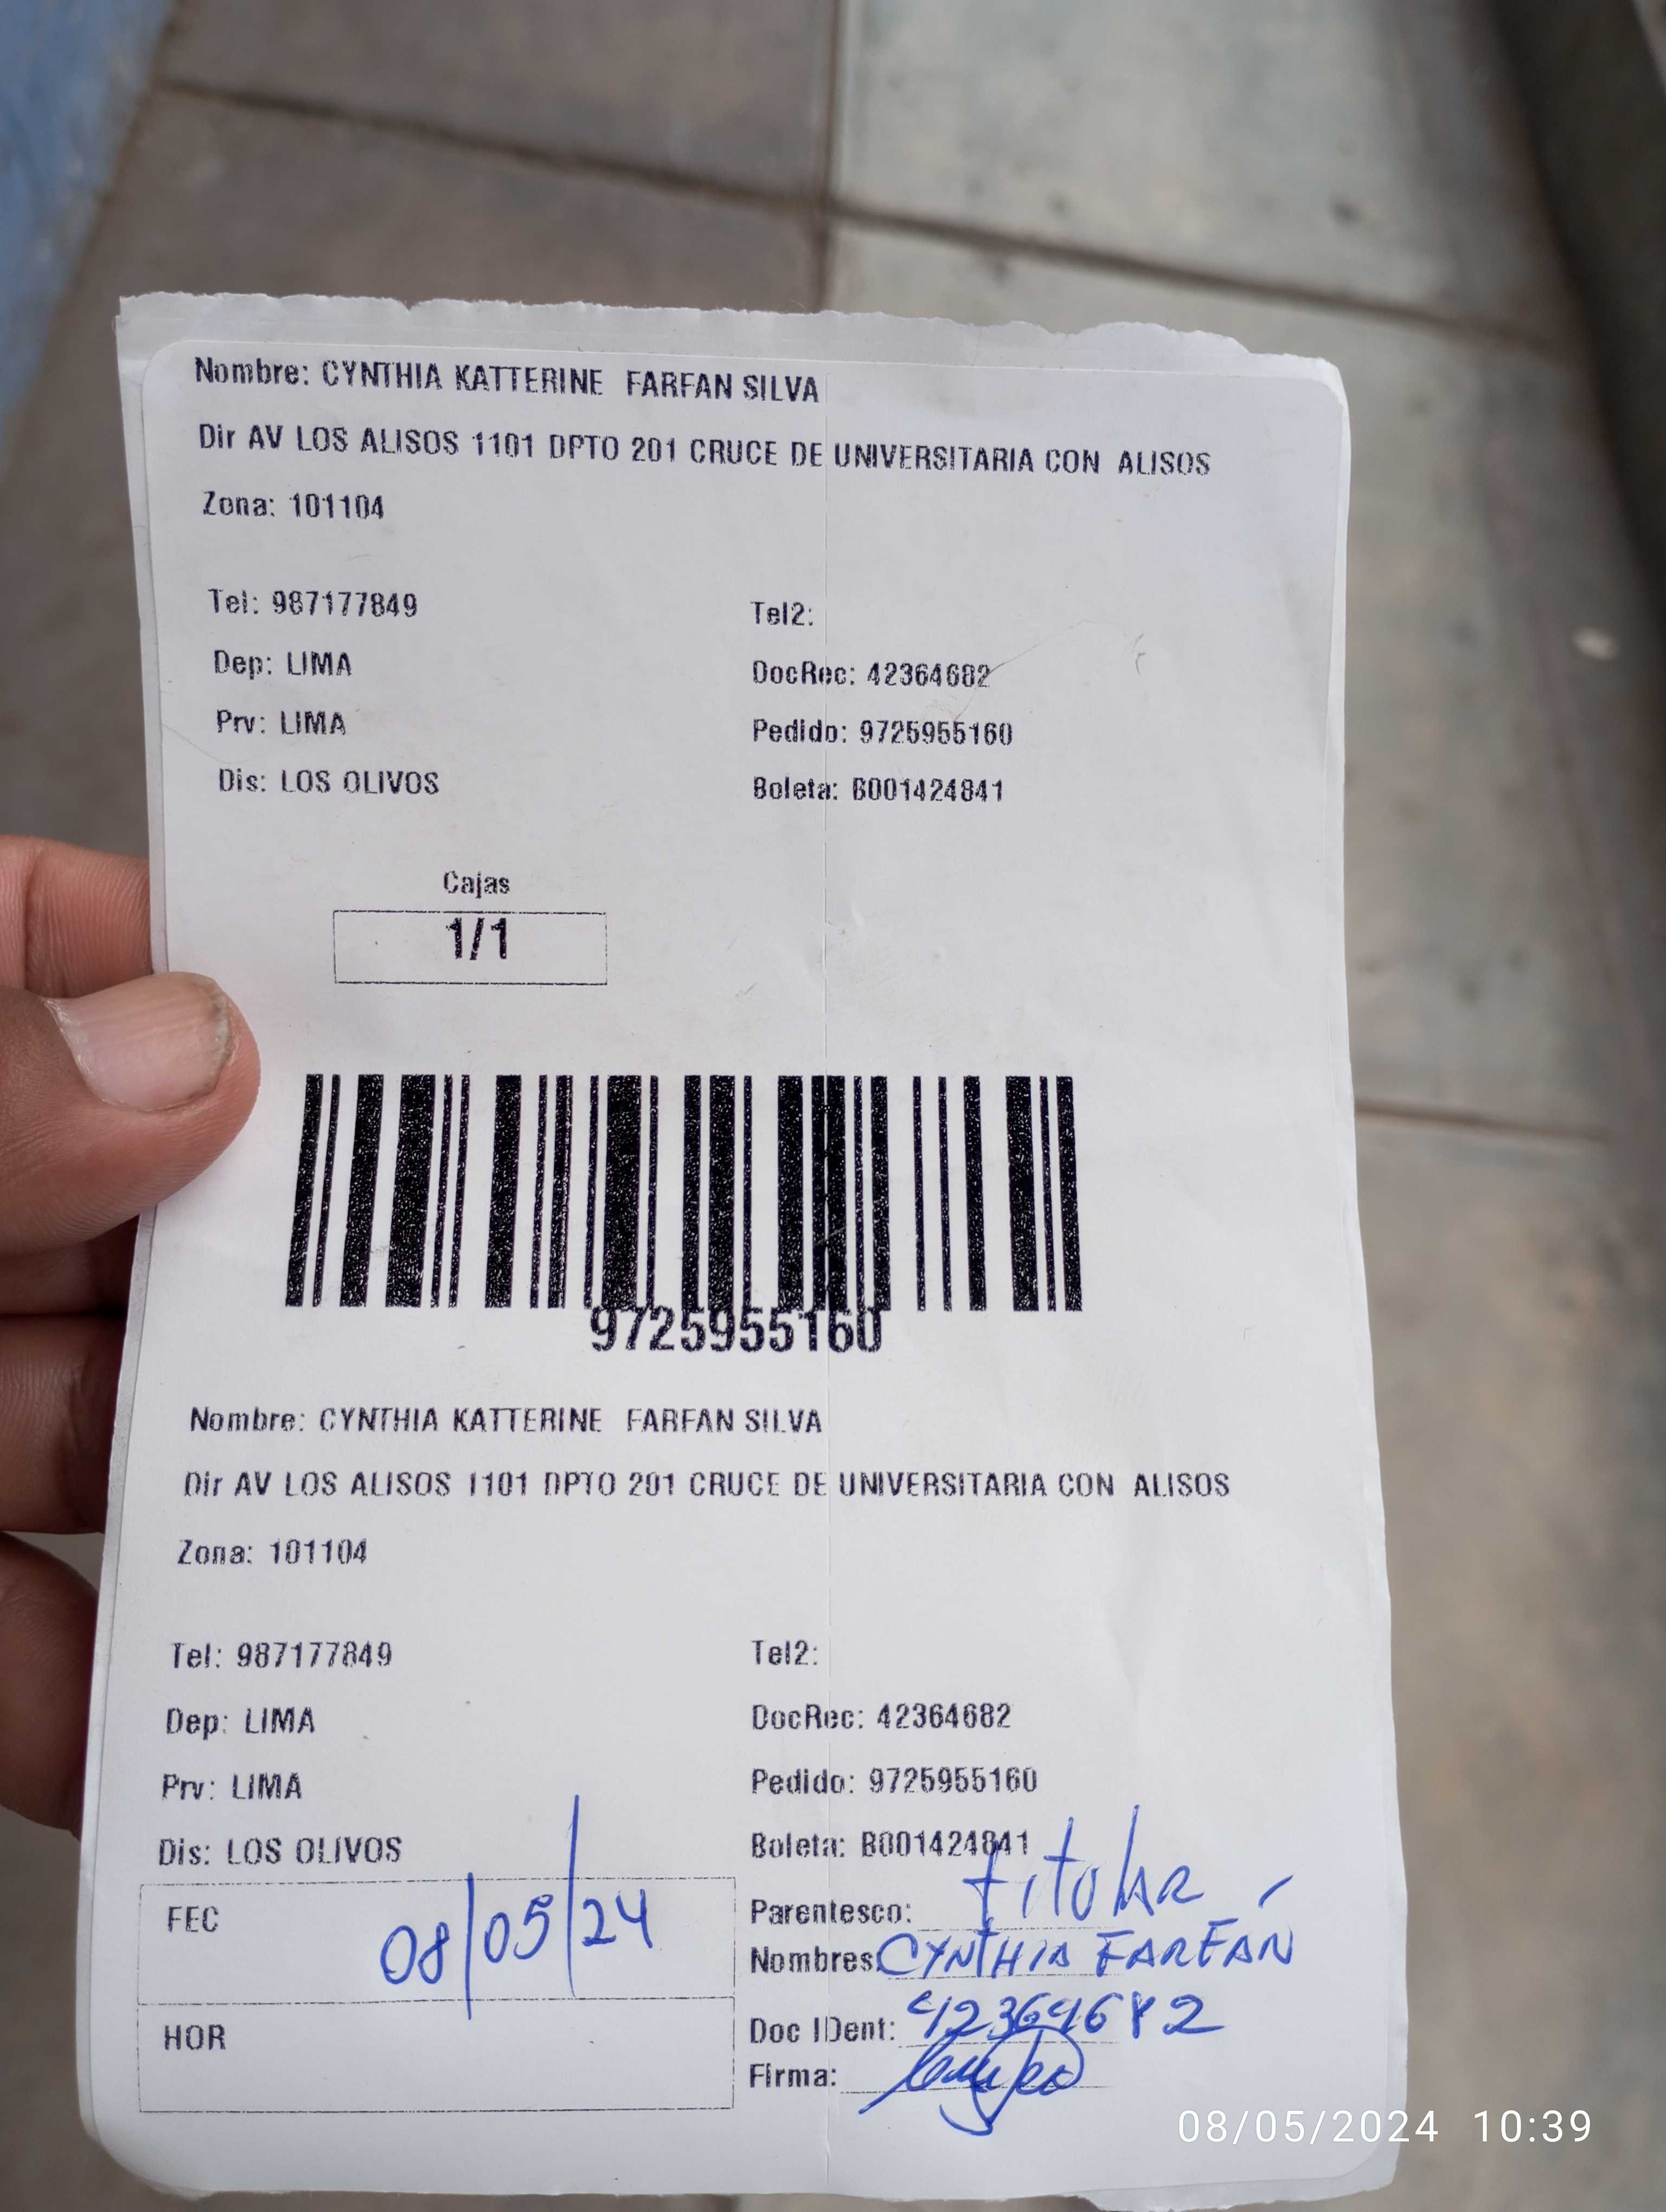 Nombre: CYNTHIA KATTERINE FARFAN SILVA
Dir AV LOS ALISOS 1101 DPTO 201 CRUCE DE UNIVERSITARIA CON ALISOS
Zona: 101104
Tel: 987177849 Tel2:
Dep: LIMA DocRec: 42364682
Prv: LIMA Pedido: 9725955160
Dis: LOS OLIVOS Boleta: B001424841
Cajas
1/1
9725955160
Nombre: CYNTHIA KATTERINE FARFAN SILVA
Dir AV LOS ALISOS 1101 DPTO 201 CRUCE DE UNIVERSITARIA CON ALISOS
Zona: 101104
Tel: 987177849 Tel2:
Dep: LIMA DocRec: 42364682
Prv: LIMA Pedido: 9725955160
Dis: LOS OLIVOS Boleta: B001424841
FEC 08/05/24 Parentesco: titular
Nombres: CYNTHIA FARFÁN
HOR Doc IDent: 42364682
Firma:
08/05/2024 10:39